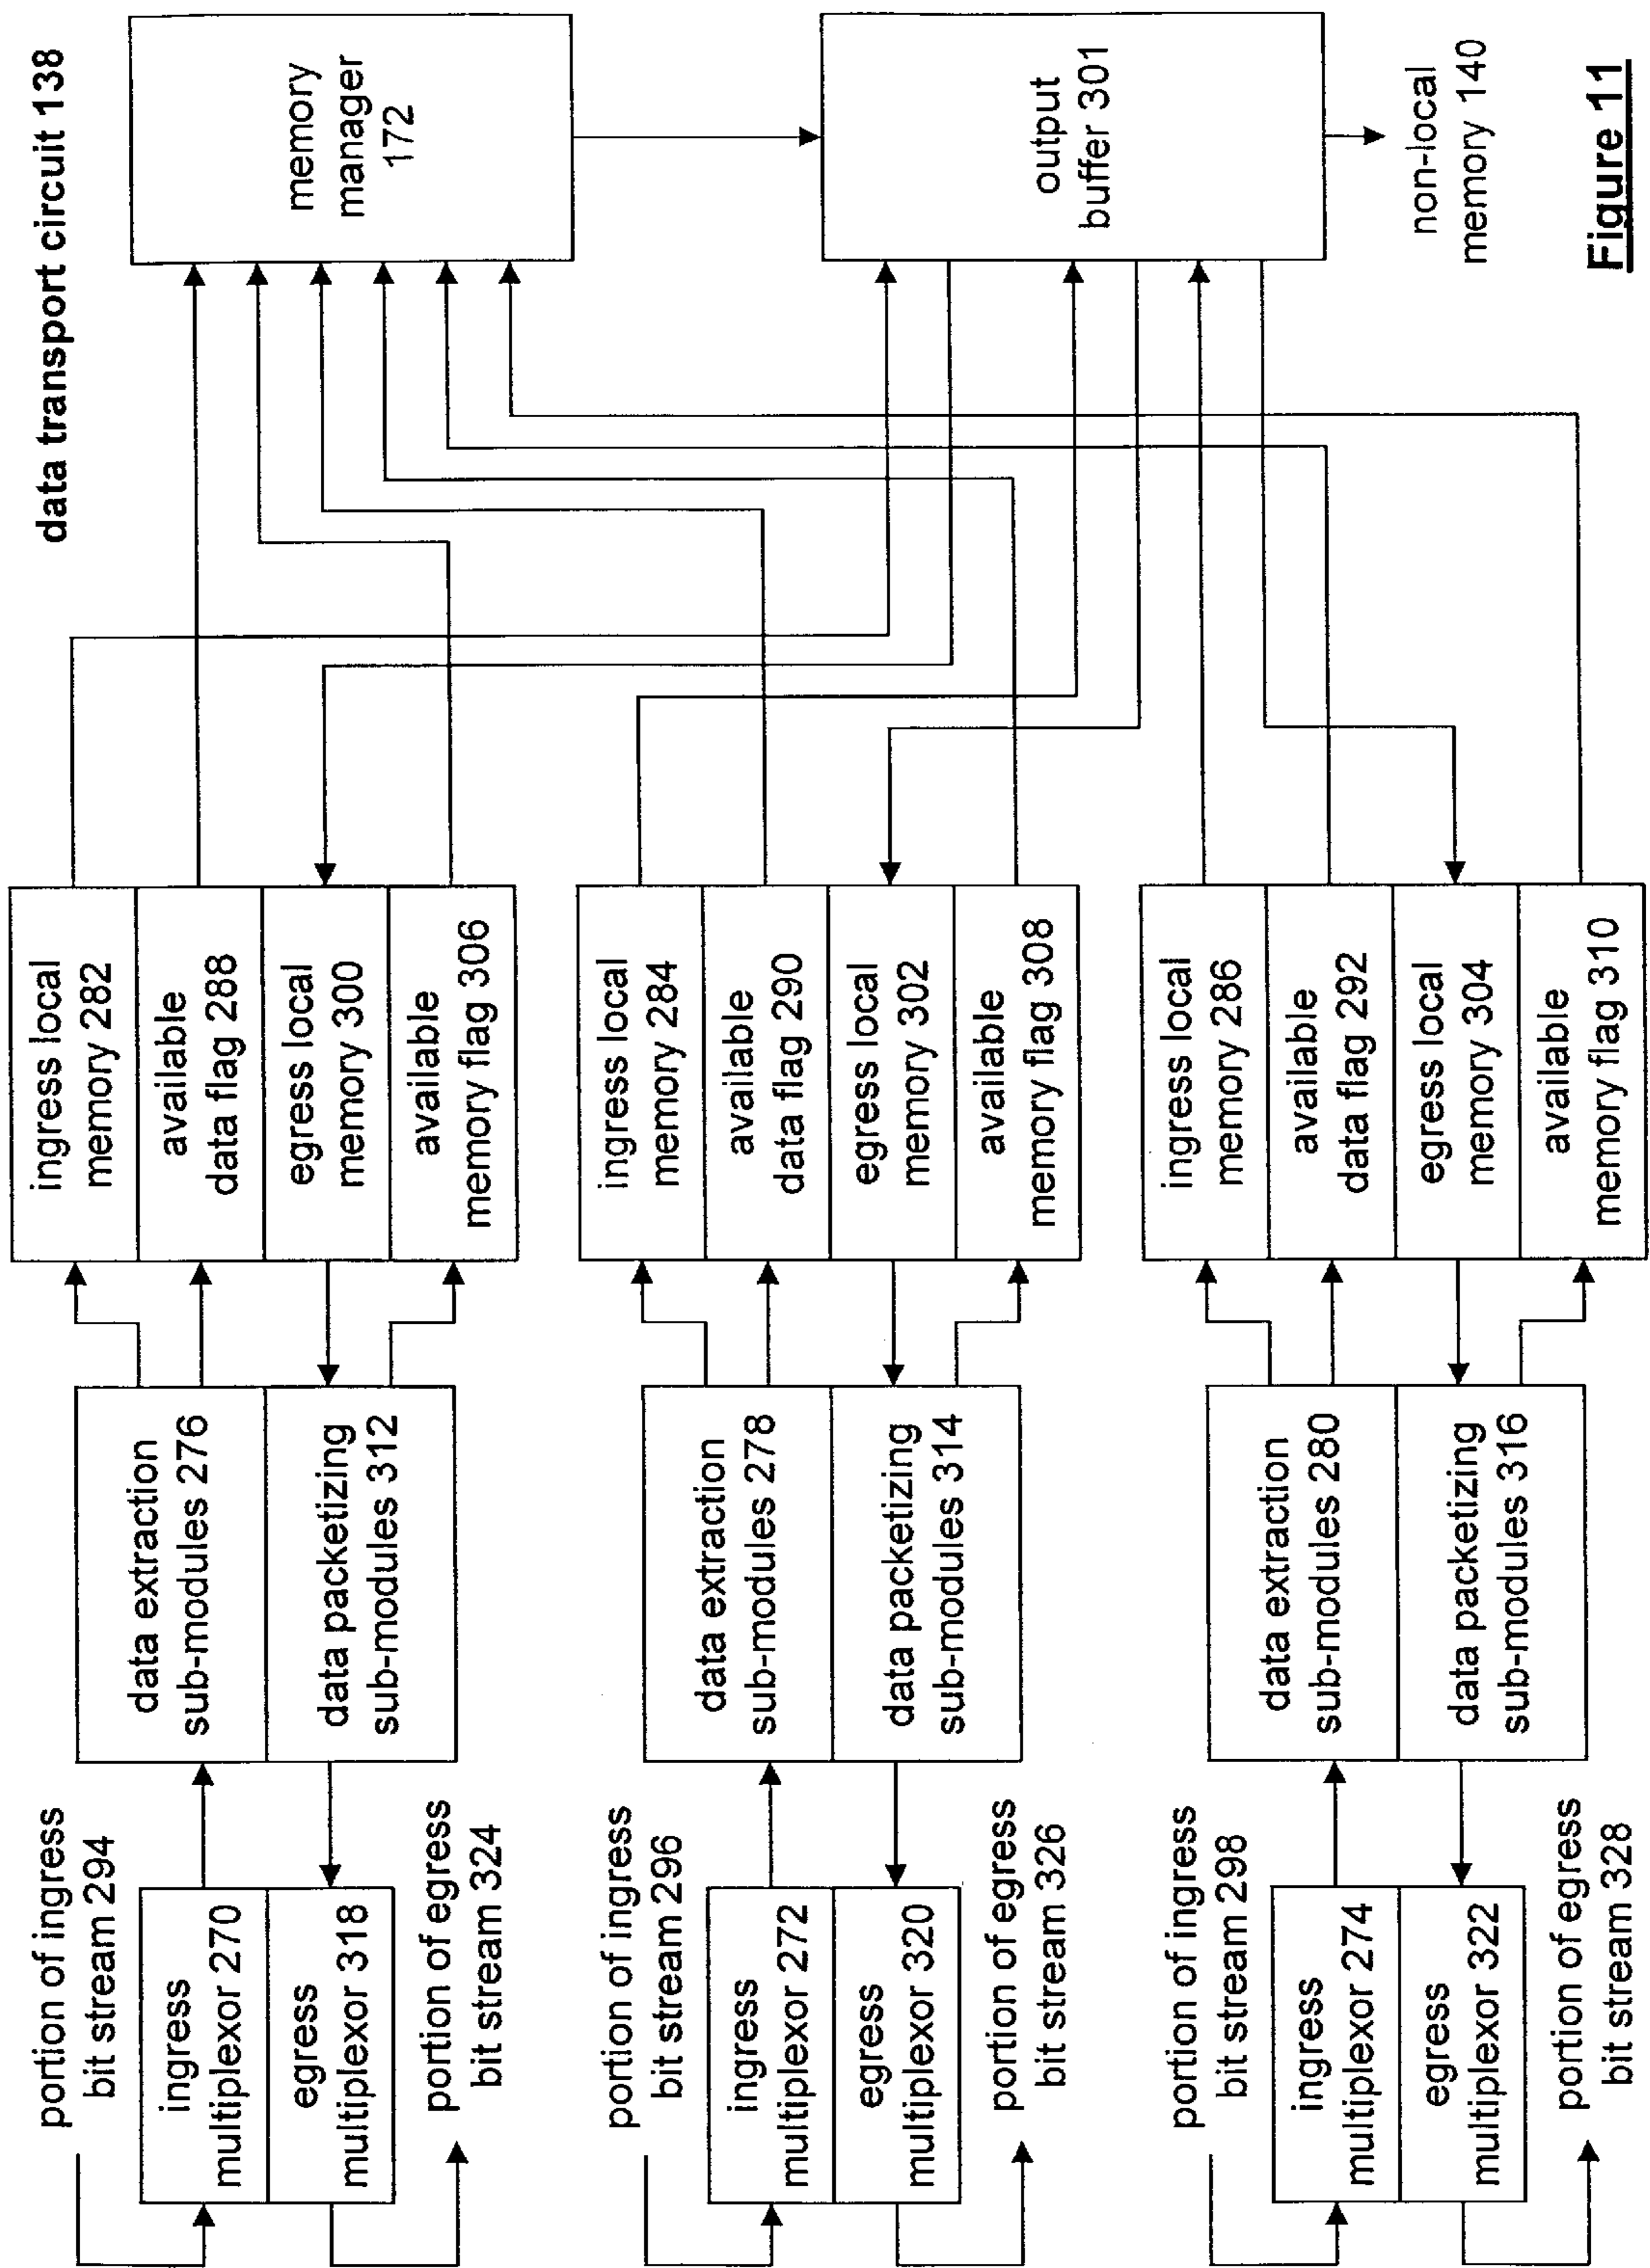 data transport circuit 138
portion of ingress
bit stream 294
ingress
multiplexor 270
egress
multiplexor 318
portion of egress
bit stream 324
data extraction
sub-modules 276
data packetizing
sub-modules 312
ingress local
memory 282
available
data flag 288
egress local
memory 300
available
memory flag 306
memory
manager
172
portion of ingress
bit stream 296
ingress
multiplexor 272
egress
multiplexor 320
portion of egress
bit stream 326
data extraction
sub-modules 278
data packetizing
sub-modules 314
ingress local
memory 284
available
data flag 290
egress local
memory 302
available
memory flag 308
output
buffer 301
portion of ingress
bit stream 298
ingress
multiplexor 274
egress
multiplexor 322
portion of egress
bit stream 328
data extraction
sub-modules 280
data packetizing
sub-modules 316
ingress local
memory 286
available
data flag 292
egress local
memory 304
available
memory flag 310
non-local
memory 140
Figure 11